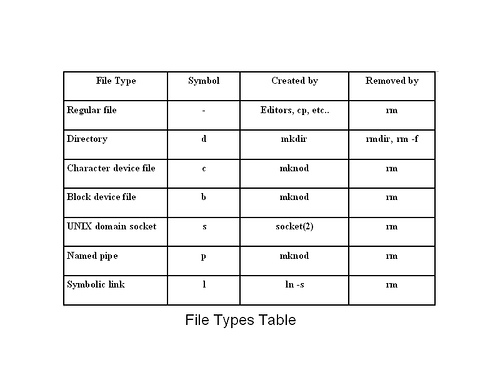 File Type Symbol Created by Removed by
Regular file - Editors, cp, etc.. rm
Directory d mkdir rmdir, rm -f
Character device file c mknod rm
Block device file b mknod rm
UNIX domain socket s socket(2) rm
Named pipe p mknod rm
Symbolic link l ln -s rm
File Types Table